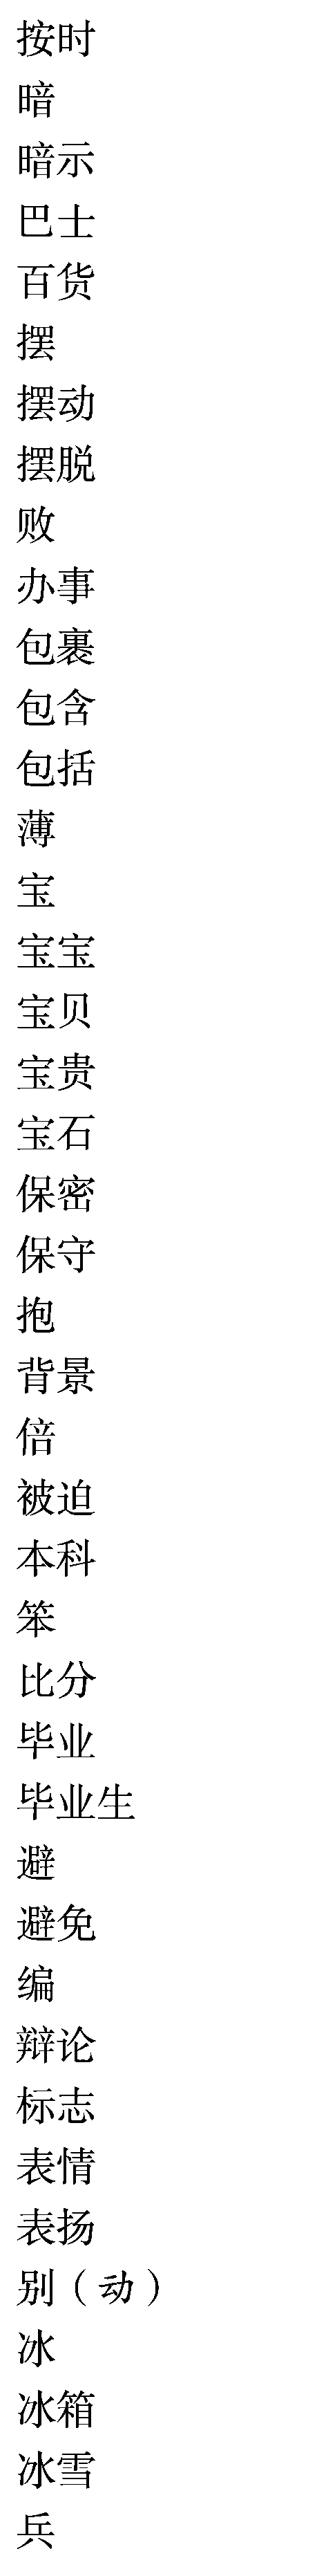 按时
暗
暗示
巴士
百货
摆
摆动
摆脱
败
办事
包裹
包含
包括
薄
宝
宝宝
宝贝
宝贵
宝石
保密
保守
抱
背景
倍
被迫
本科
笨
比分
毕业
毕业生
避
避免
编
辩论
标志
表情
表扬
别（动）
冰
冰箱
冰雪
兵